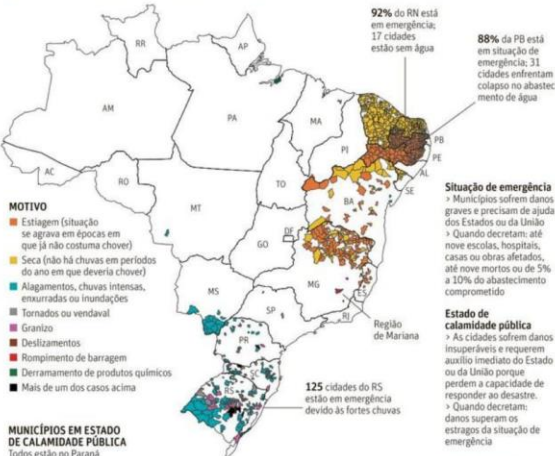 92% do RN está
em emergência;
17 cidades
estão sem água
88% da PB está
em situação de
emergência; 31
cidades enfrentam
colapso no abasteci
mento de água
RR
AP
AM
PA
MA
PI
PB
PE
AL
SE
AC
RO
TO
BA
MT
DF
GO
MG
ES
MS
SP
RJ
PR
SC
RS
Região
de Mariana
125 cidades do RS
estão em emergência
devido às fortes chuvas
MOTIVO
Estiagem (situação
se agrava em épocas em
que já não costuma chover)
Seca (não há chuvas em períodos
do ano em que deveria chover)
Alagamentos, chuvas intensas,
enxurradas ou inundações
Tornados ou vendaval
Granizo
Deslizamentos
Rompimento de barragem
Derramamento de produtos químicos
Mais de um dos casos acima
MUNICÍPIOS EM ESTADO
DE CALAMIDADE PÚBLICA
Todos estão no Paraná
Situação de emergência
> Municípios sofrem danos
graves e precisam de ajuda
dos Estados ou da União
> Quando decretam: até
nove escolas, hospitais,
casas ou obras afetados,
até nove mortos ou de 5%
a 10% do abastecimento
comprometido
Estado de
calamidade pública
> As cidades sofrem danos
insuperáveis e requerem
auxílio imediato do Estado
ou da União porque
perdem a capacidade de
responder ao desastre.
> Quando decretam:
danos superam os
estragos da situação de
emergência